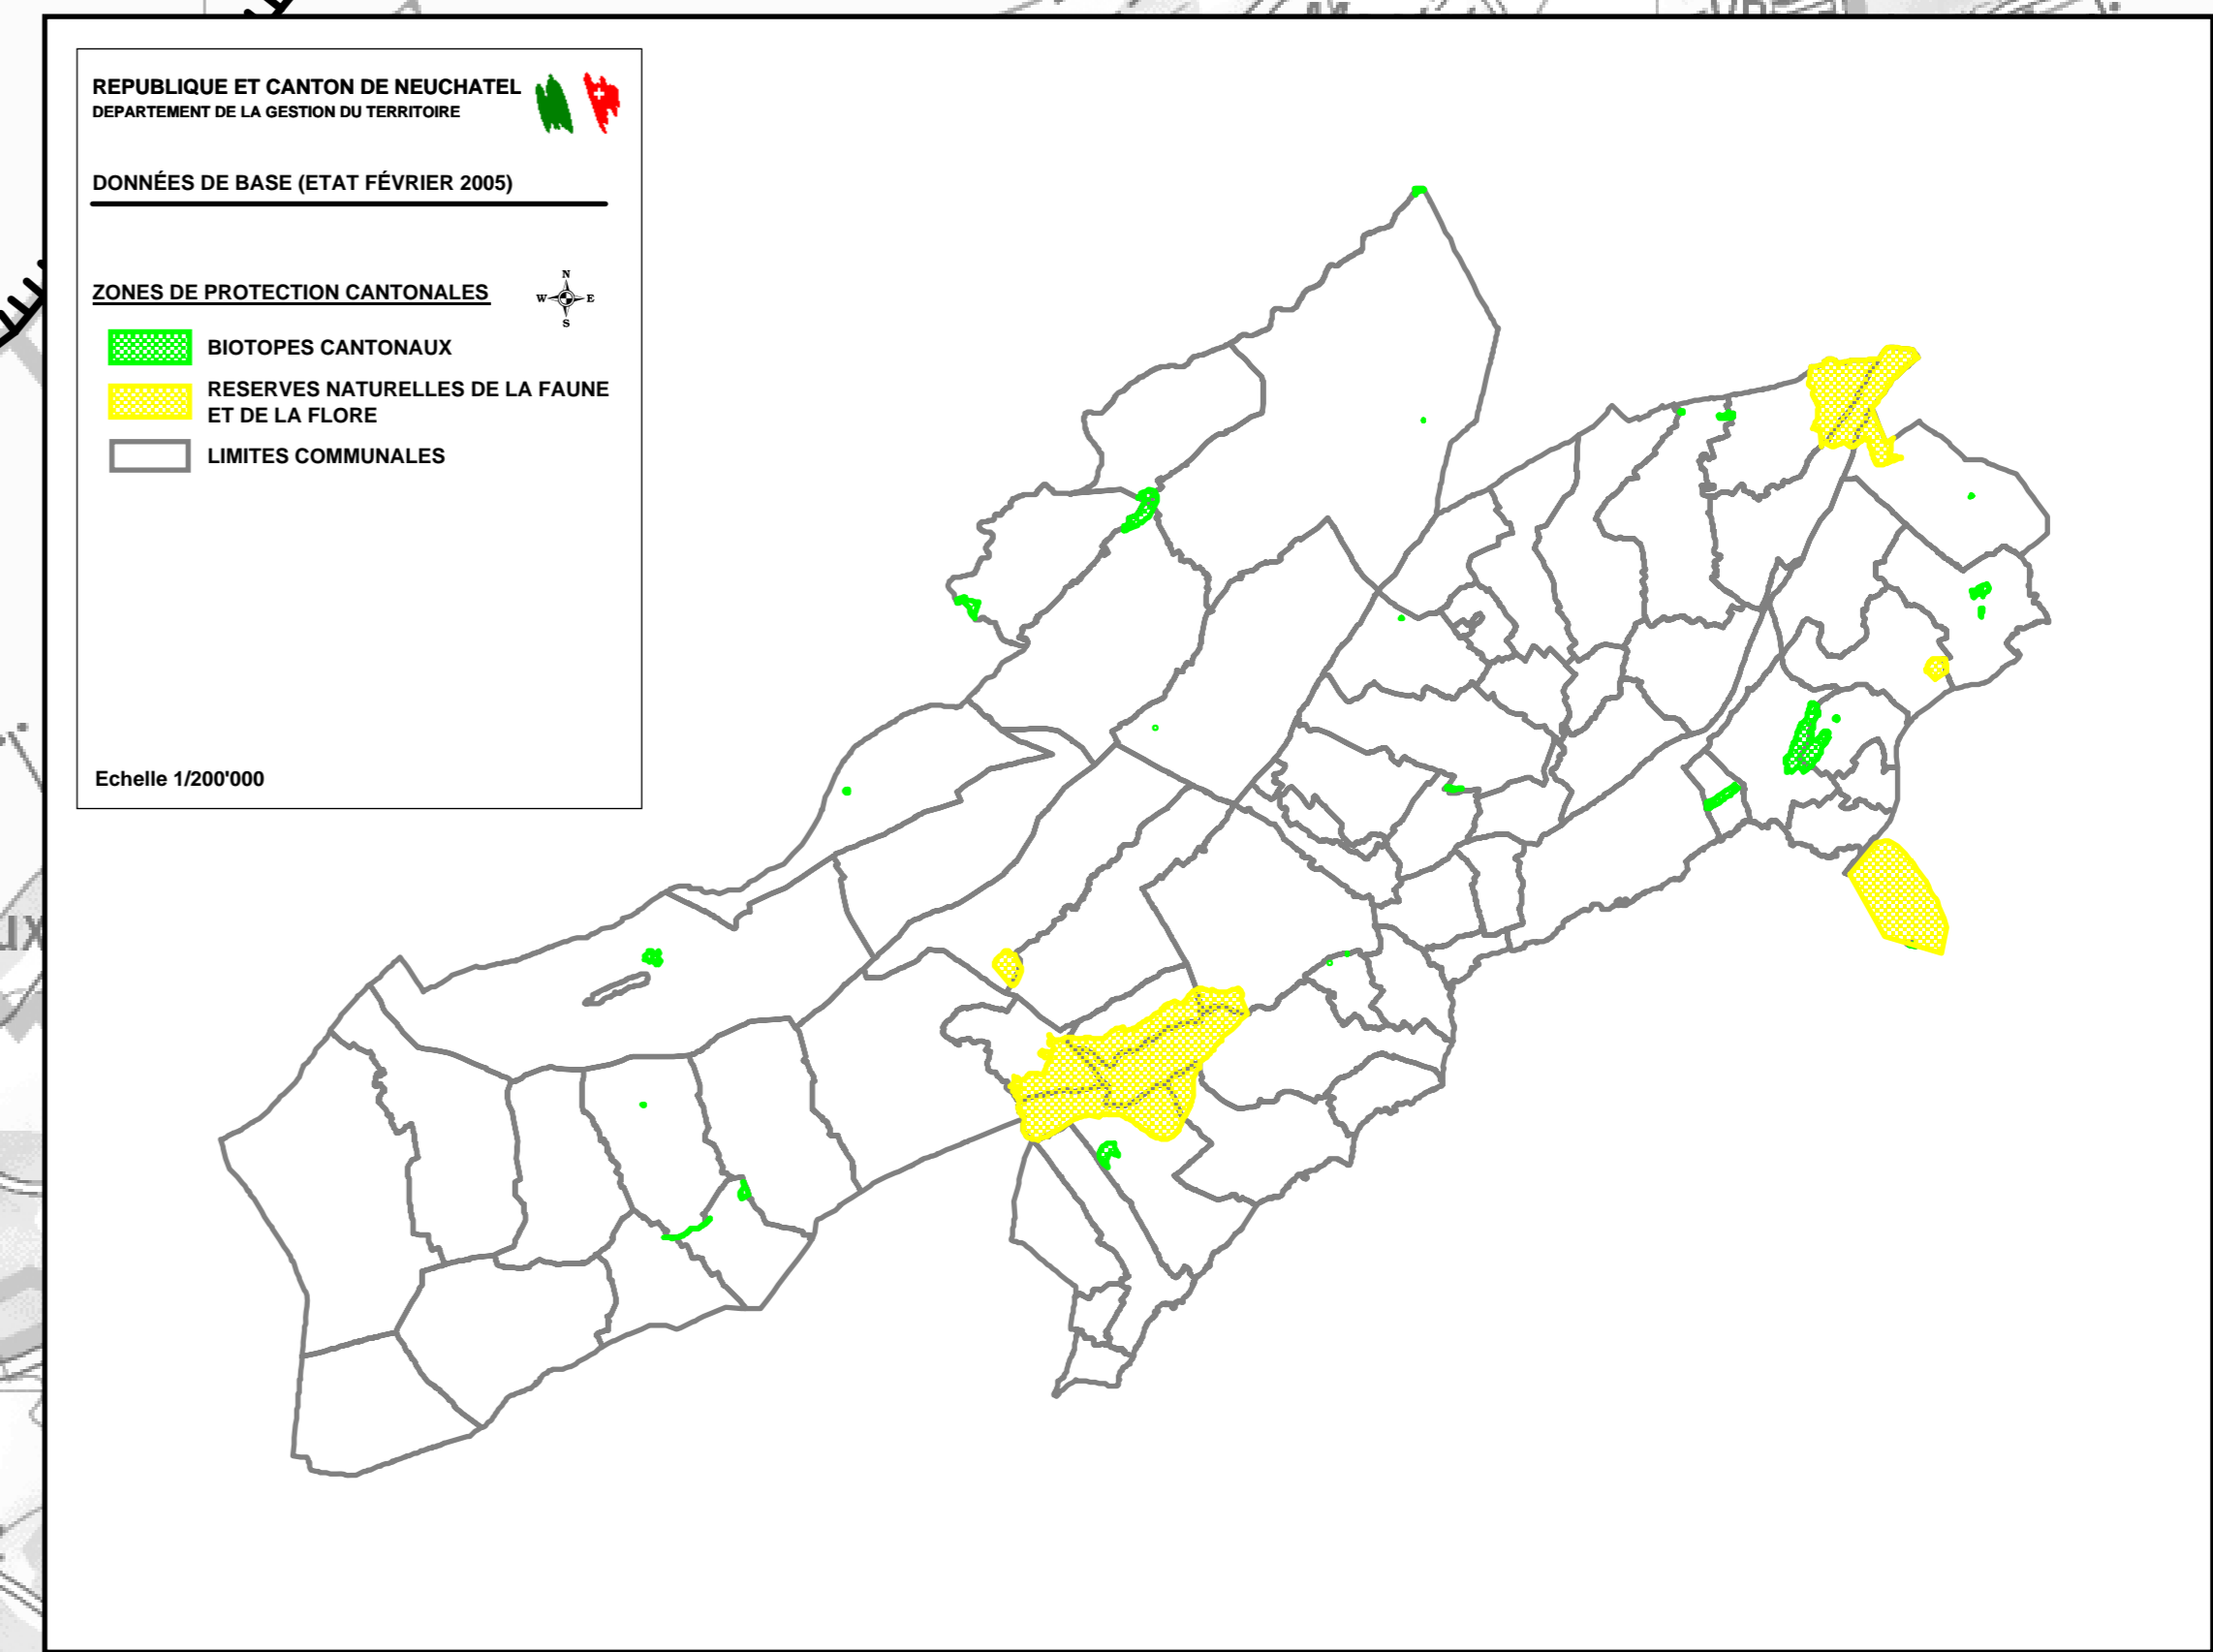 REPUBLIQUE ET CANTON DE NEUCHATEL
DEPARTEMENT DE LA GESTION DU TERRITOIRE
DONNÉES DE BASE (ETAT FÉVRIER 2005)
ZONES DE PROTECTION CANTONALES
N
W E
S
BIOTOPES CANTONAUX
RESERVES NATURELLES DE LA FAUNE
ET DE LA FLORE
LIMITES COMMUNALES
Echelle 1/200'000